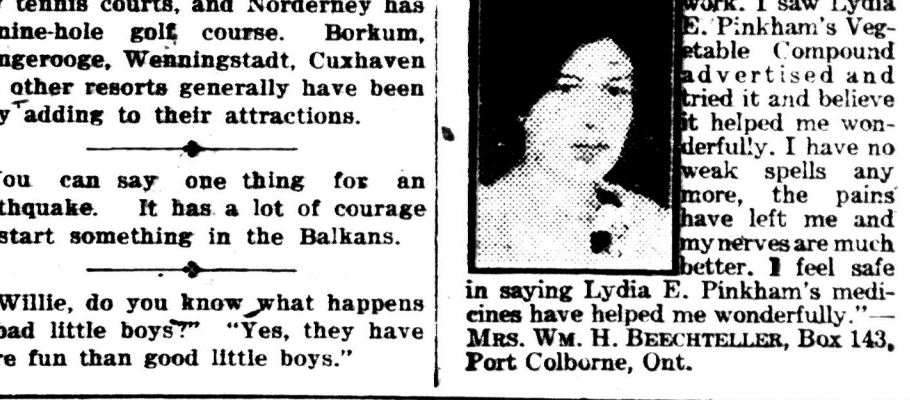 tennis courts, and Norderney has
nine-hole golf course. Borkum,
ngerooge, Wenningstadt, Cuxhaven
other resorts generally have been
y adding to their attractions.
ou can say one thing for an
thquake. It has a lot of courage
start something in the Balkans.
Willie, do you know what happens
bad little boys?" "Yes, they have
re fun than good little boys."
work. I saw Lydia
E. Pinkham's Veg-
etable Compound
advertised and
tried it and believe
it helped me won-
derfully. I have no
weak spells any
more, the pains
have left me and
my nerves are much
better. I feel safe
in saying Lydia E. Pinkham's medi-
cines have helped me wonderfully."—
MRS. WM. H. BEECHTELLER, Box 143,
Port Colborne, Ont.